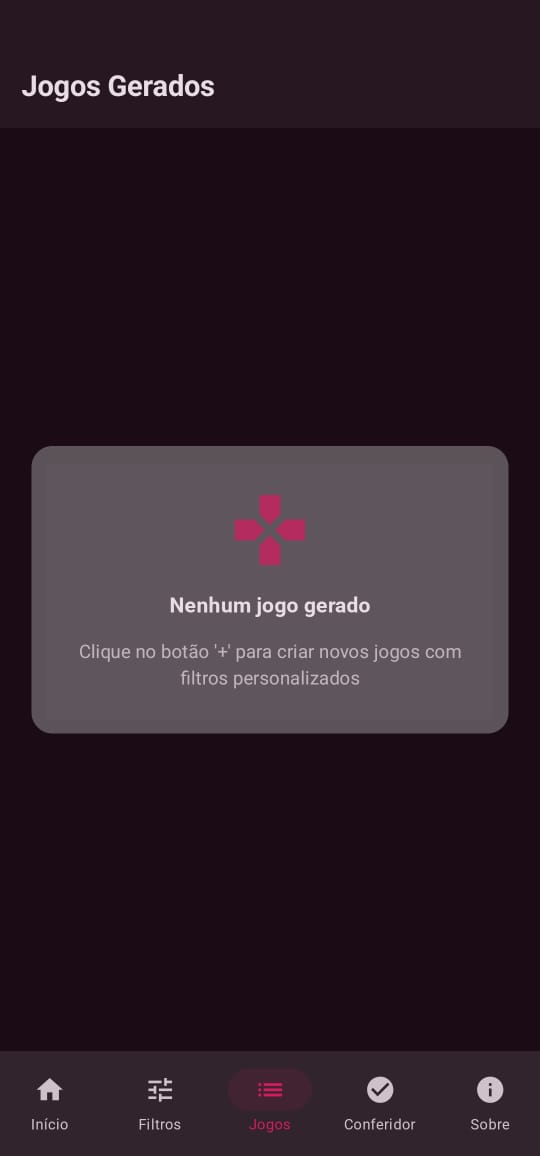 Jogos Gerados
Nenhum jogo gerado
Clique no botão '+' para criar novos jogos com
filtros personalizados
Início
Filtros
Jogos
Conferidor
Sobre